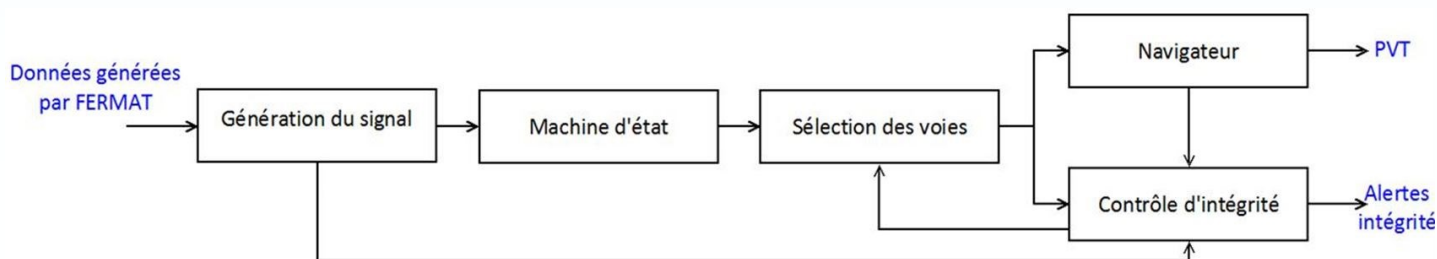 Données générées
par FERMAT
Génération du signal
Machine d'état
Sélection des voies
Navigateur
PVT
Contrôle d'intégrité
Alertes
intégrité